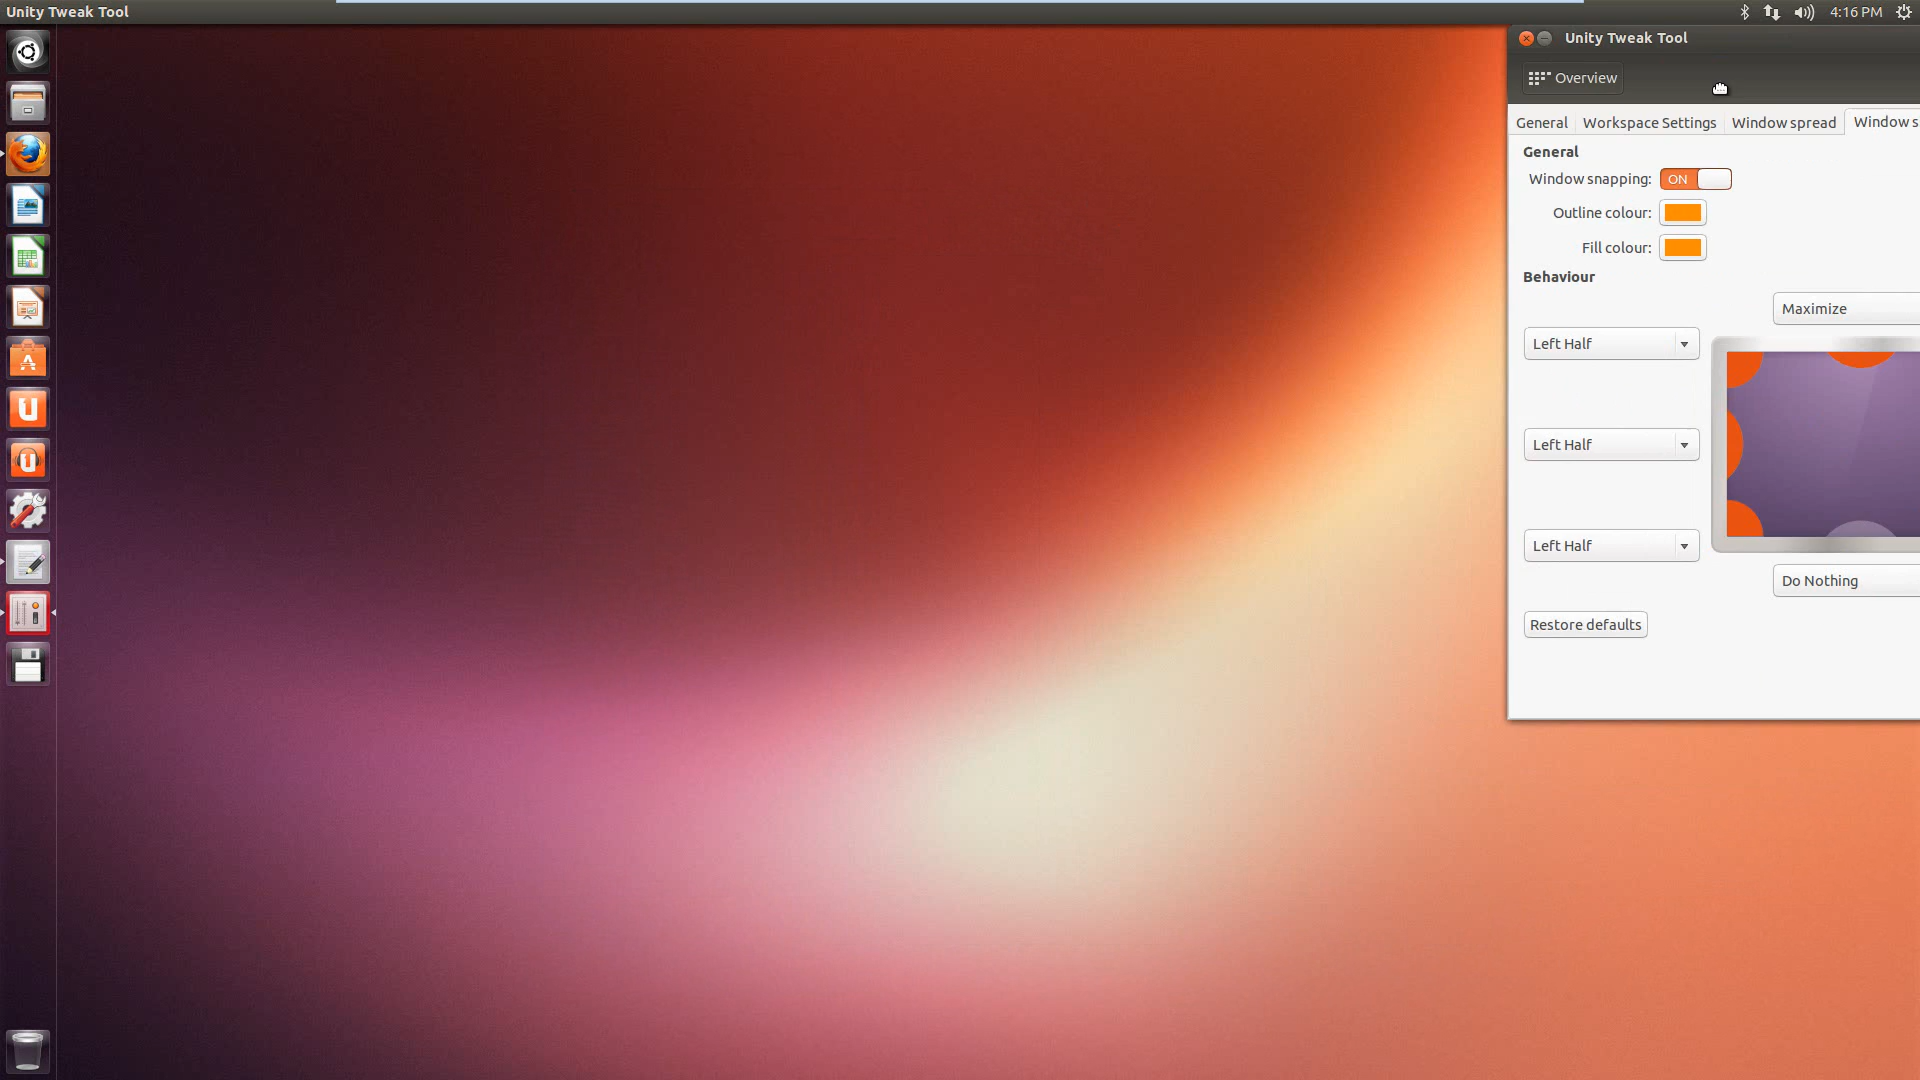 Unity Tweak Tool
4:16 PM
Unity Tweak Tool
Overview
General
Workspace Settings
Window spread
Window s
General
Window snapping:
ON
Outline colour:
Fill colour:
Behaviour
Maximize
Left Half
Left Half
Left Half
Do Nothing
Restore defaults